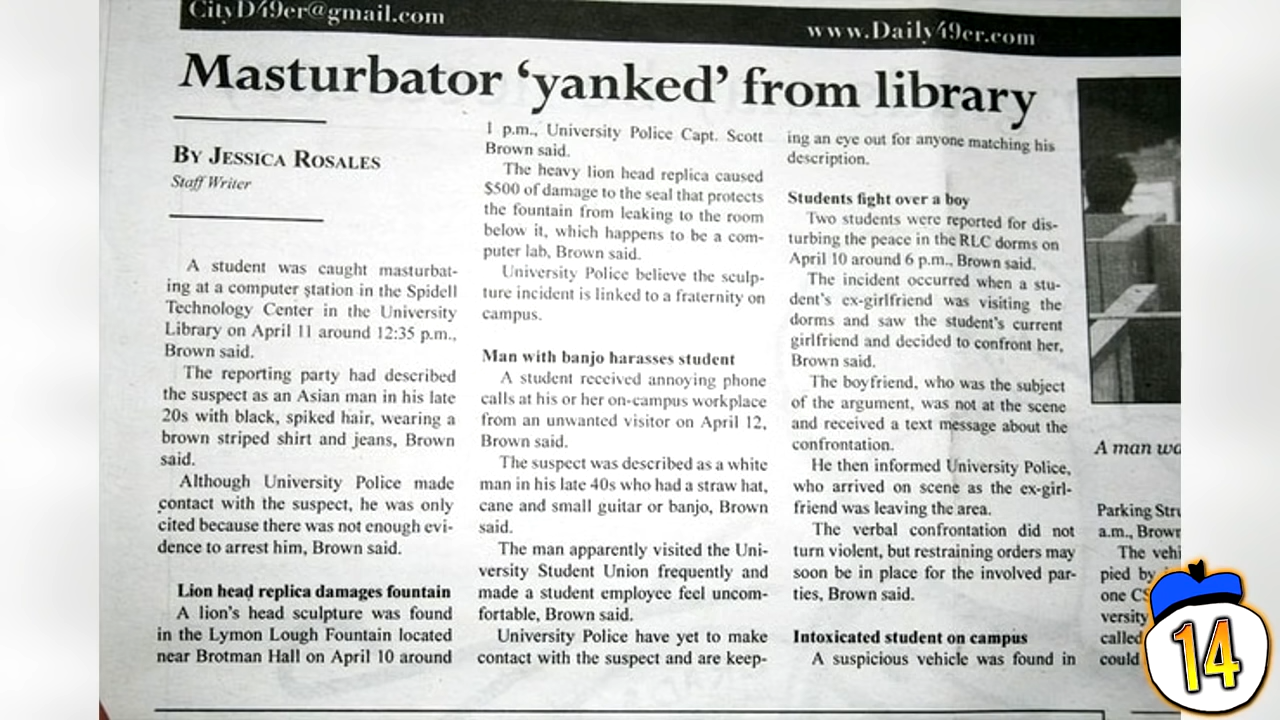 CityD49er@gmail.com
www.Daily49er.com
Masturbator ‘yanked’ from library
By Jessica Rosales
Staff Writer
A student was caught masturbat-
ing at a computer station in the Spidell
Technology Center in the University
Library on April 11 around 12:35 p.m.,
Brown said.
The reporting party had described
the suspect as an Asian man in his late
20s with black, spiked hair, wearing a
brown striped shirt and jeans, Brown
said.
Although University Police made
contact with the suspect, he was only
cited because there was not enough evi-
dence to arrest him, Brown said.
Lion head replica damages fountain
A lion's head sculpture was found
in the Lymon Lough Fountain located
near Brotman Hall on April 10 around
1 p.m., University Police Capt. Scott
Brown said.
The heavy lion head replica caused
$500 of damage to the seal that protects
the fountain from leaking to the room
below it, which happens to be a com-
puter lab, Brown said.
University Police believe the sculp-
ture incident is linked to a fraternity on
campus.
Man with banjo harasses student
A student received annoying phone
calls at his or her on-campus workplace
from an unwanted visitor on April 12,
Brown said.
The suspect was described as a white
man in his late 40s who had a straw hat,
cane and small guitar or banjo, Brown
said.
The man apparently visited the Uni-
versity Student Union frequently and
made a student employee feel uncom-
fortable, Brown said.
University Police have yet to make
contact with the suspect and are keep-
ing an eye out for anyone matching his
description.
Students fight over a boy
Two students were reported for dis-
turbing the peace in the RLC dorms on
April 10 around 6 p.m., Brown said.
The incident occurred when a stu-
dent's ex-girlfriend was visiting the
dorms and saw the student's current
girlfriend and decided to confront her,
Brown said.
The boyfriend, who was the subject
of the argument, was not at the scene
and received a text message about the
confrontation.
He then informed University Police,
who arrived on scene as the ex-girl-
friend was leaving the area.
The verbal confrontation did not
turn violent, but restraining orders may
soon be in place for the involved par-
ties, Brown said.
Intoxicated student on campus
A suspicious vehicle was found in
A man
Parking
a.m., Brown
The
pied by
one
versity
called
could
14